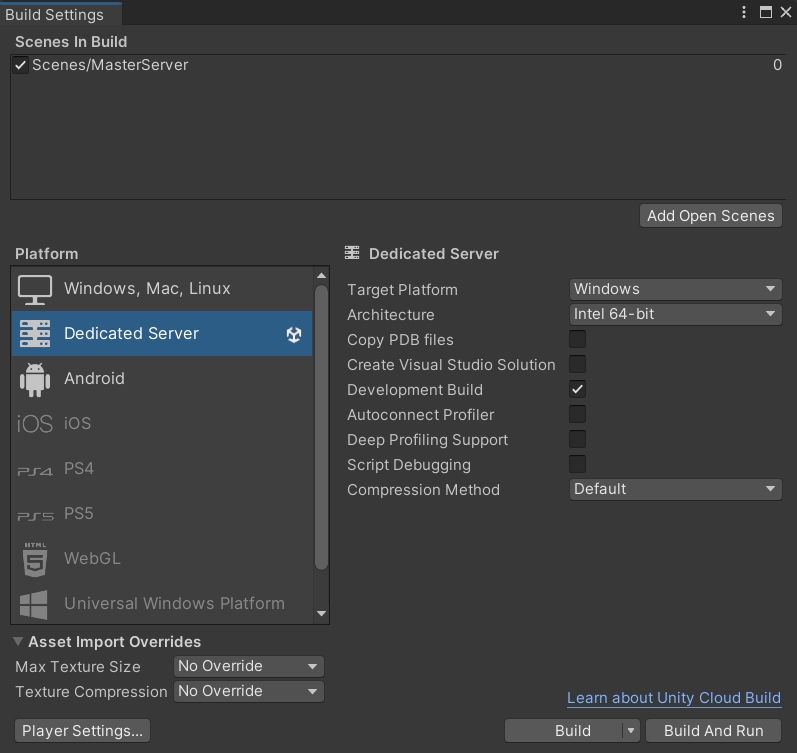 Build Settings
Scenes In Build
Scenes/MasterServer 0
Add Open Scenes
Platform
Windows, Mac, Linux
Dedicated Server
Android
iOS iOS
PS4 PS4
PS5 PS5
HTML 5 WebGL
Universal Windows Platform
Dedicated Server
Target Platform Windows
Architecture Intel 64-bit
Copy PDB files
Create Visual Studio Solution
Development Build
Autoconnect Profiler
Deep Profiling Support
Script Debugging
Compression Method Default
Asset Import Overrides
Max Texture Size No Override
Texture Compression No Override
Learn about Unity Cloud Build
Player Settings... Build Build And Run